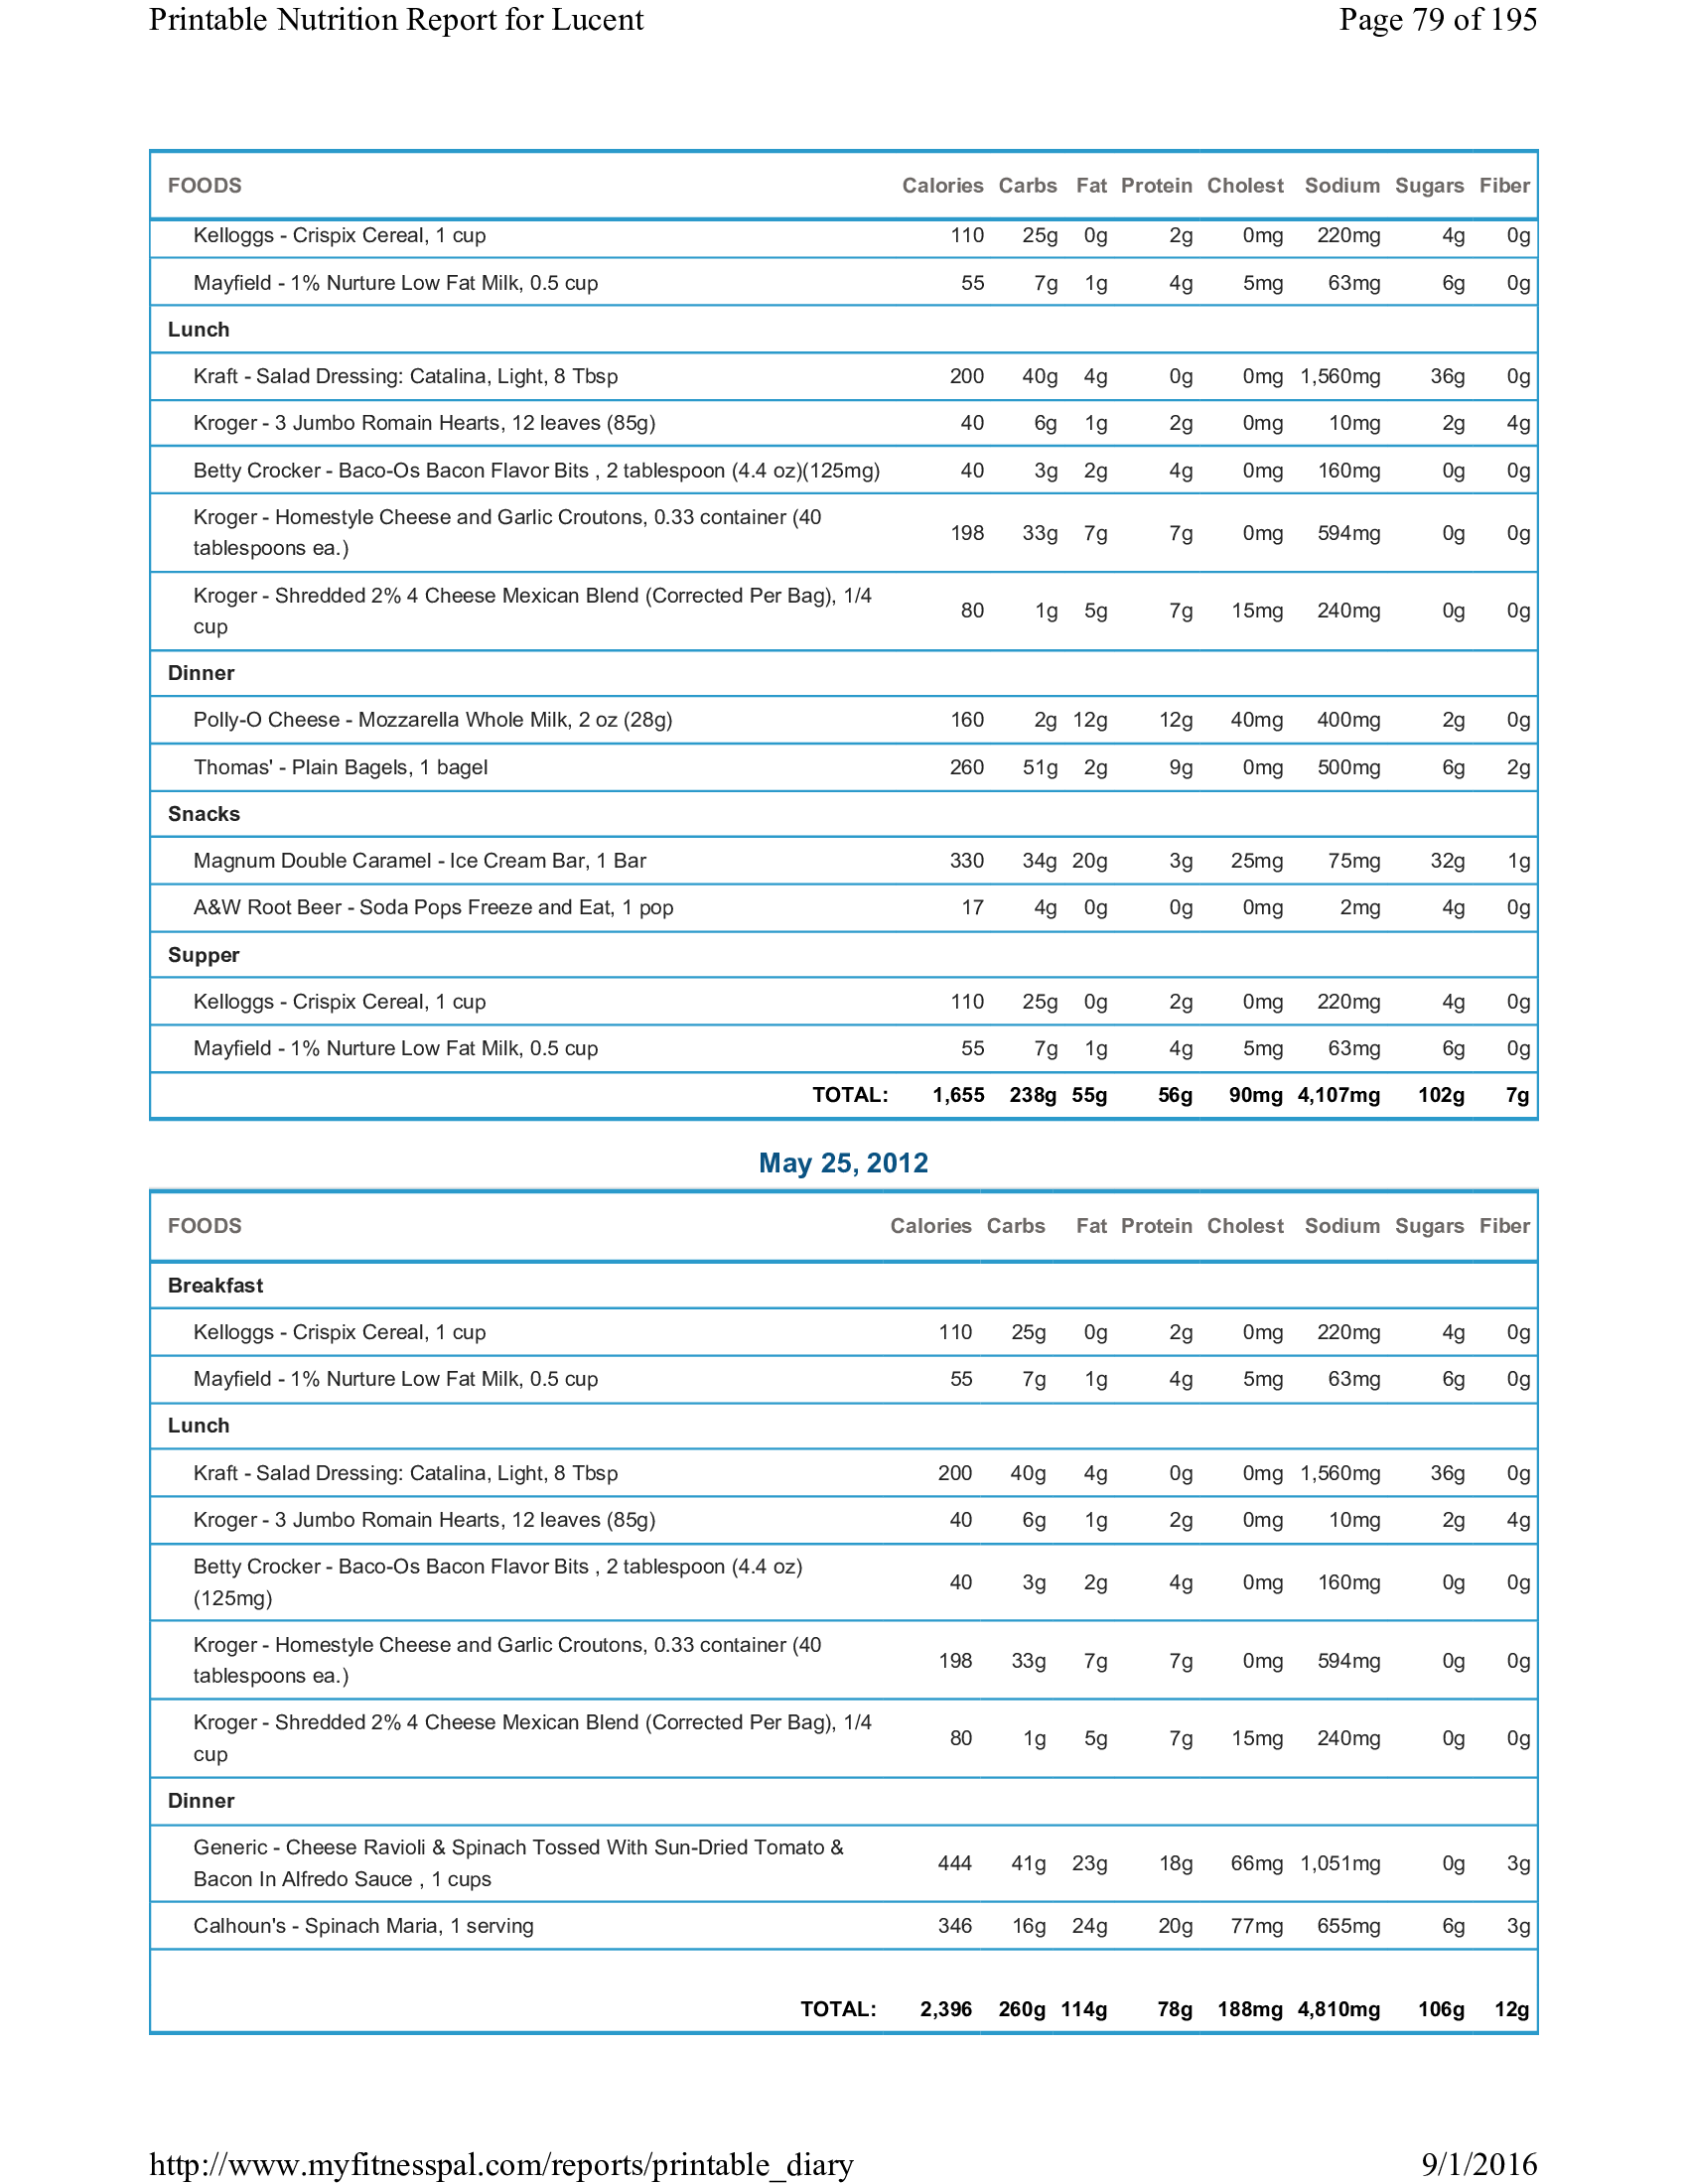 Printable Nutrition Report for Lucent Page 79 of 195
FOODS Calories Carbs Fat Protein Cholest Sodium Sugars Fiber
Kelloggs - Crispix Cereal, 1 cup 110 25g 0g 2g 0mg 220mg 4g 0g
Mayfield - 1% Nurture Low Fat Milk, 0.5 cup 55 7g 1g 4g 5mg 63mg 6g 0g
Lunch
Kraft - Salad Dressing: Catalina, Light, 8 Tbsp 200 40g 4g 0g 0mg 1,560mg 36g 0g
Kroger - 3 Jumbo Romain Hearts, 12 leaves (85g) 40 6g 1g 2g 0mg 10mg 2g 4g
Betty Crocker - Baco-Os Bacon Flavor Bits , 2 tablespoon (4.4 oz)(125mg) 40 3g 2g 4g 0mg 160mg 0g 0g
Kroger - Homestyle Cheese and Garlic Croutons, 0.33 container (40
tablespoons ea.) 198 33g 7g 7g 0mg 594mg 0g 0g
Kroger - Shredded 2% 4 Cheese Mexican Blend (Corrected Per Bag), 1/4
cup 80 1g 5g 7g 15mg 240mg 0g 0g
Dinner
Polly-O Cheese - Mozzarella Whole Milk, 2 oz (28g) 160 2g 12g 12g 40mg 400mg 2g 0g
Thomas' - Plain Bagels, 1 bagel 260 51g 2g 9g 0mg 500mg 6g 2g
Snacks
Magnum Double Caramel - Ice Cream Bar, 1 Bar 330 34g 20g 3g 25mg 75mg 32g 1g
A&W Root Beer - Soda Pops Freeze and Eat, 1 pop 17 4g 0g 0g 0mg 2mg 4g 0g
Supper
Kelloggs - Crispix Cereal, 1 cup 110 25g 0g 2g 0mg 220mg 4g 0g
Mayfield - 1% Nurture Low Fat Milk, 0.5 cup 55 7g 1g 4g 5mg 63mg 6g 0g
TOTAL: 1,655 238g 55g 56g 90mg 4,107mg 102g 7g
May 25, 2012
FOODS Calories Carbs Fat Protein Cholest Sodium Sugars Fiber
Breakfast
Kelloggs - Crispix Cereal, 1 cup 110 25g 0g 2g 0mg 220mg 4g 0g
Mayfield - 1% Nurture Low Fat Milk, 0.5 cup 55 7g 1g 4g 5mg 63mg 6g 0g
Lunch
Kraft - Salad Dressing: Catalina, Light, 8 Tbsp 200 40g 4g 0g 0mg 1,560mg 36g 0g
Kroger - 3 Jumbo Romain Hearts, 12 leaves (85g) 40 6g 1g 2g 0mg 10mg 2g 4g
Betty Crocker - Baco-Os Bacon Flavor Bits , 2 tablespoon (4.4 oz)
(125mg) 40 3g 2g 4g 0mg 160mg 0g 0g
Kroger - Homestyle Cheese and Garlic Croutons, 0.33 container (40
tablespoons ea.) 198 33g 7g 7g 0mg 594mg 0g 0g
Kroger - Shredded 2% 4 Cheese Mexican Blend (Corrected Per Bag), 1/4
cup 80 1g 5g 7g 15mg 240mg 0g 0g
Dinner
Generic - Cheese Ravioli & Spinach Tossed With Sun-Dried Tomato &
Bacon In Alfredo Sauce , 1 cups 444 41g 23g 18g 66mg 1,051mg 0g 3g
Calhoun's - Spinach Maria, 1 serving 346 16g 24g 20g 77mg 655mg 6g 3g
TOTAL: 2,396 260g 114g 78g 188mg 4,810mg 106g 12g
http://www.myfitnesspal.com/reports/printable_diary 9/1/2016